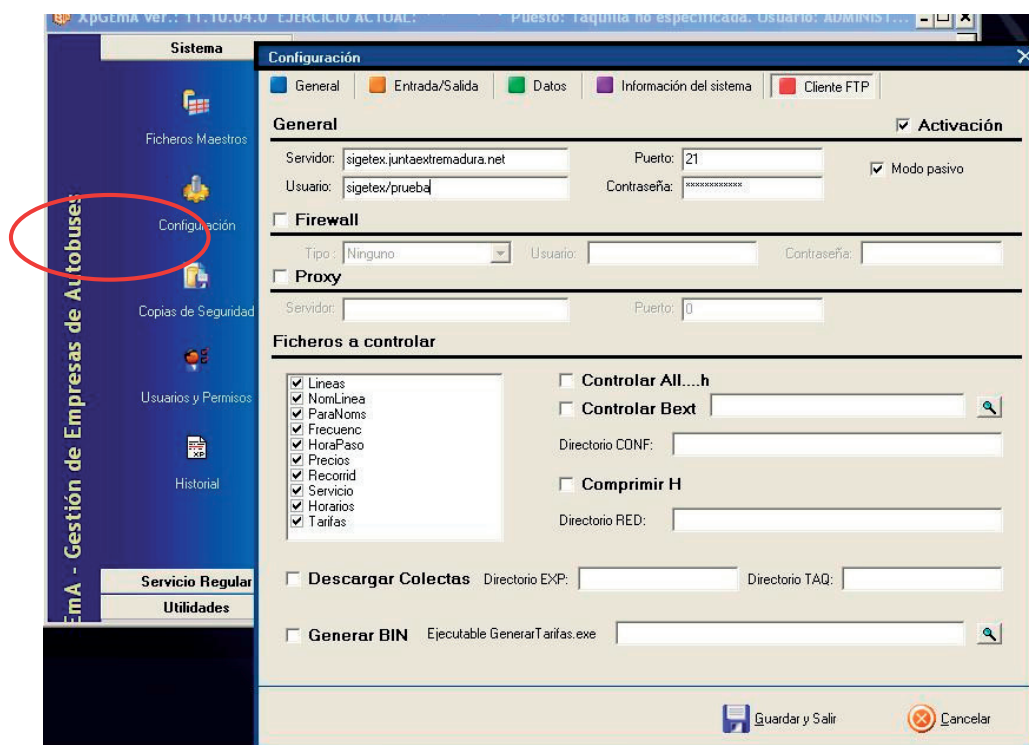 XpGEmA ver.: 11.10.04.0 EJERCICIO ACTUAL: Puesto: Taquilla no especificada. Usuario: ADMINIST...
EmA - Gestión de Empresas de Autobuses
Sistema
Ficheros Maestros
Configuración
Copias de Seguridad
Usuarios y Permisos
Historial
Servicio Regular
Utilidades
Configuración
General Entrada/Salida Datos Información del sistema Cliente FTP
General Activación
Servidor: sigetex.juntaextremadura.net Puerto: 21
Modo pasivo
Usuario: sigetex/prueba Contraseña: ************
Firewall
Tipo : Ninguno Usuario: Contraseña:
Proxy
Servidor: Puerto: 0
Ficheros a controlar
Lineas
NomLinea
ParaNoms
Frecuenc
HoraPaso
Precios
Recorrid
Servicio
Horarios
Tarifas
Controlar All....h
Controlar Bext
Directorio CONF:
Comprimir H
Directorio RED:
Descargar Colectas Directorio EXP: Directorio TAQ:
Generar BIN Ejecutable GenerarTarifas.exe
Guardar y Salir Cancelar